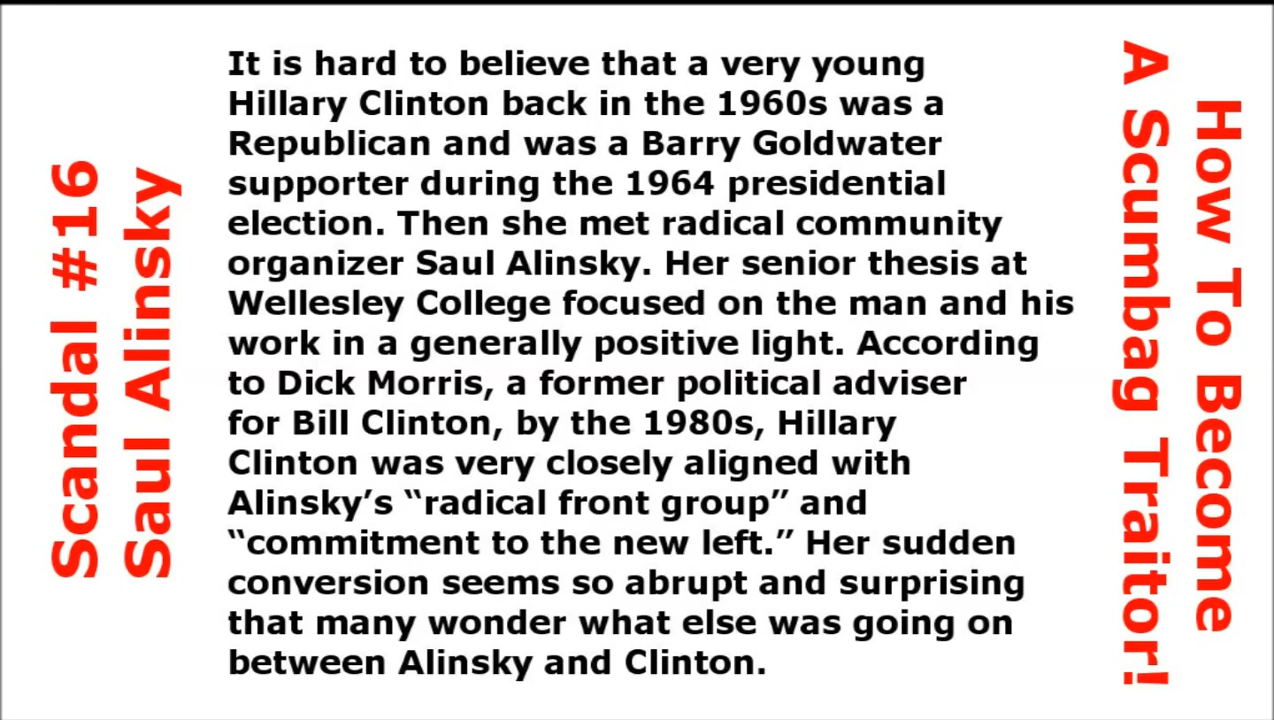 Scandal #16
Saul Alinsky
It is hard to believe that a very young
Hillary Clinton back in the 1960s was a
Republican and was a Barry Goldwater
supporter during the 1964 presidential
election. Then she met radical community
organizer Saul Alinsky. Her senior thesis at
Wellesley College focused on the man and his
work in a generally positive light. According
to Dick Morris, a former political adviser
for Bill Clinton, by the 1980s, Hillary
Clinton was very closely aligned with
Alinsky’s “radical front group” and
“commitment to the new left.” Her sudden
conversion seems so abrupt and surprising
that many wonder what else was going on
between Alinsky and Clinton.
How To Become
A Scumbag Traitor!